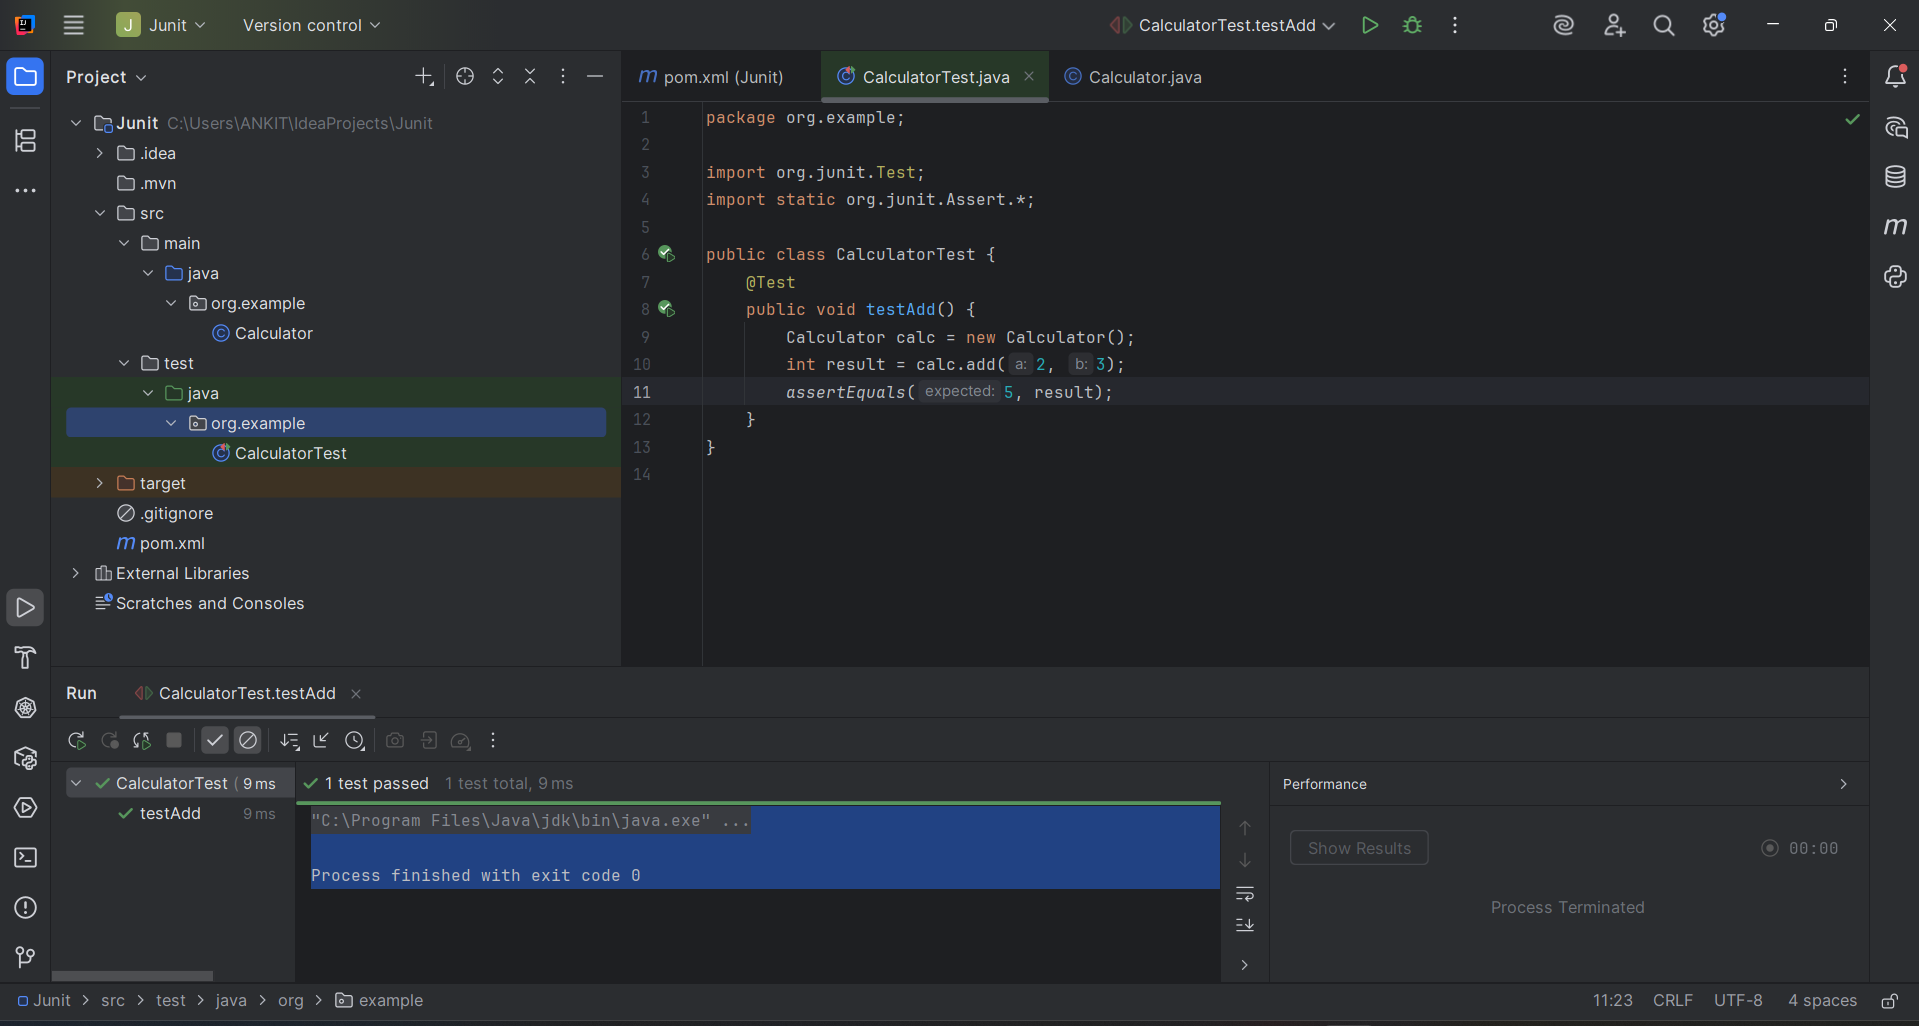 J Junit Version control CalculatorTest.testAdd
Project
pom.xml (Junit) CalculatorTest.java Calculator.java
Junit C:\Users\ANKIT\IdeaProjects\Junit
.idea
.mvn
src
main
java
org.example
Calculator
test
java
org.example
CalculatorTest
target
.gitignore
m pom.xml
External Libraries
Scratches and Consoles
1 package org.example;
2
3 import org.junit.Test;
4 import static org.junit.Assert.*;
5
6 public class CalculatorTest {
7 @Test
8 public void testAdd() {
9 Calculator calc = new Calculator();
10 int result = calc.add( a: 2, b: 3);
11 assertEquals( expected: 5, result);
12 }
13 }
14
Run CalculatorTest.testAdd
CalculatorTest ( 9 ms
testAdd 9 ms
1 test passed 1 test total, 9 ms
"C:\Program Files\Java\jdk\bin\java.exe" ...
Process finished with exit code 0
Performance
Show Results 00:00
Process Terminated
Junit > src > test > java > org > example
11:23 CRLF UTF-8 4 spaces